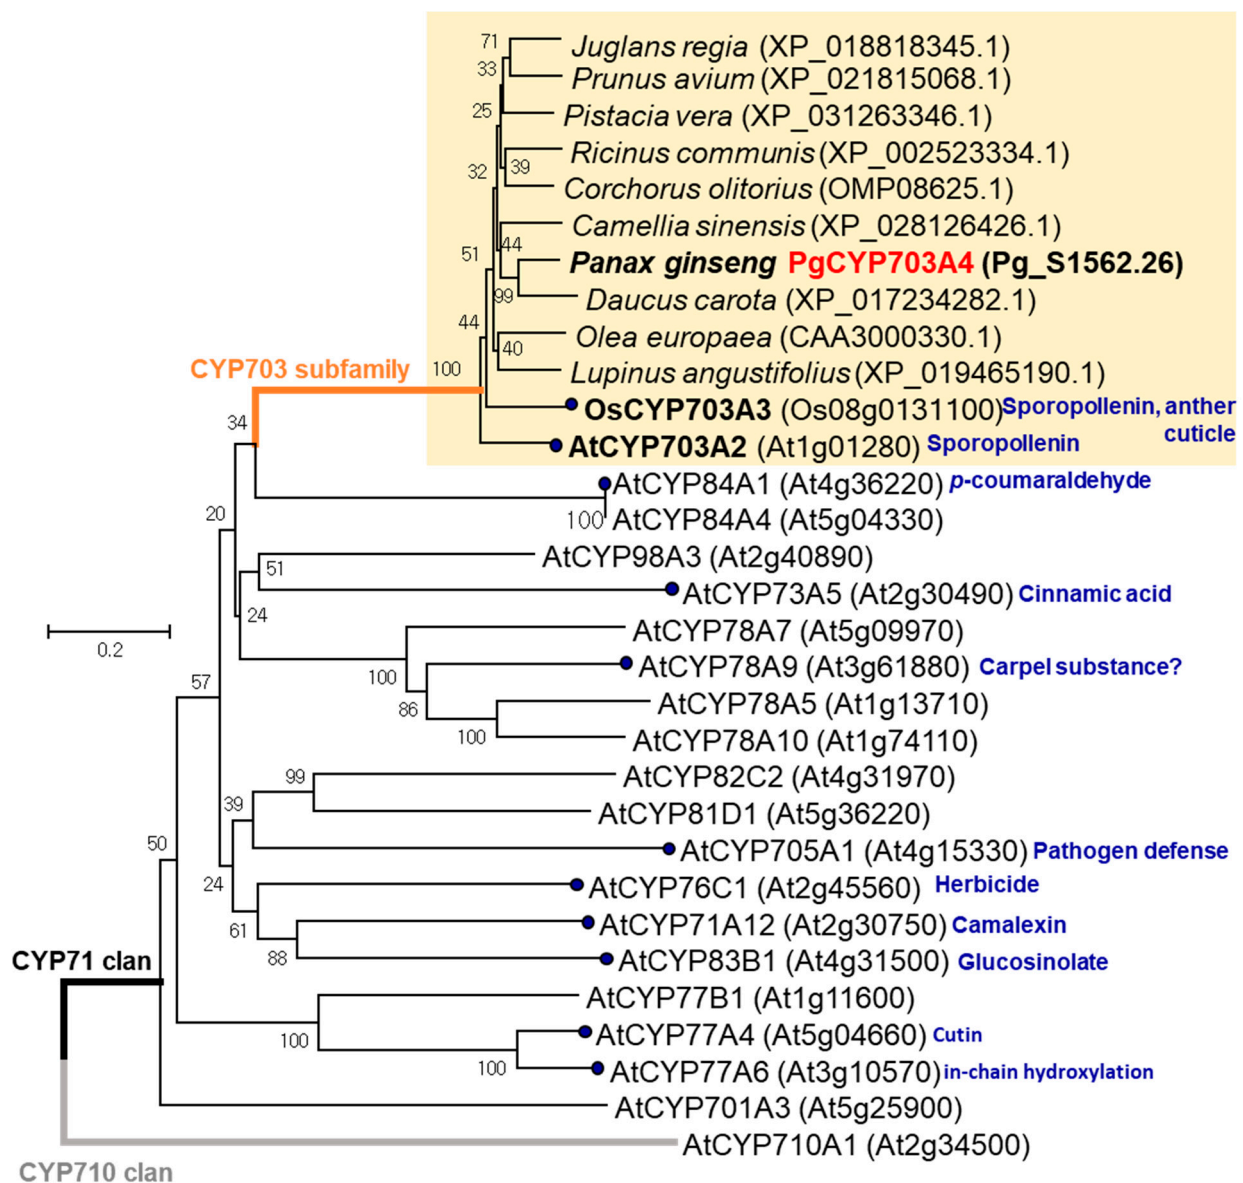 71
Juglans regia (XP_018818345.1)
33
Prunus avium (XP_021815068.1)
25
Pistacia vera (XP_031263346.1)
Ricinus communis (XP_002523334.1)
32
39
Corchorus olitorius (OMP08625.1)
Camellia sinensis (XP_028126426.1)
51
44
Panax ginseng PgCYP703A4 (Pg_S1562.26)
99
Daucus carota (XP_017234282.1)
44
Olea europaea (CAA3000330.1)
40
CYP703 subfamily
100
Lupinus angustifolius (XP_019465190.1)
OsCYP703A3 (Os08g0131100) Sporopollenin, anther
cuticle
34
AtCYP703A2 (At1g01280) Sporopollenin
AtCYP84A1 (At4g36220) p-coumaraldehyde
20
100
AtCYP84A4 (At5g04330)
AtCYP98A3 (At2g40890)
51
AtCYP73A5 (At2g30490) Cinnamic acid
24
AtCYP78A7 (At5g09970)
0.2
AtCYP78A9 (At3g61880) Carpel substance?
57
100
86
AtCYP78A5 (At1g13710)
100
AtCYP78A10 (At1g74110)
99
AtCYP82C2 (At4g31970)
39
AtCYP81D1 (At5g36220)
50
AtCYP705A1 (At4g15330) Pathogen defense
24
AtCYP76C1 (At2g45560) Herbicide
61
AtCYP71A12 (At2g30750) Camalexin
88
CYP71 clan
AtCYP83B1 (At4g31500) Glucosinolate
AtCYP77B1 (At1g11600)
100
AtCYP77A4 (At5g04660) Cutin
100
AtCYP77A6 (At3g10570) in-chain hydroxylation
AtCYP701A3 (At5g25900)
AtCYP710A1 (At2g34500)
CYP710 clan